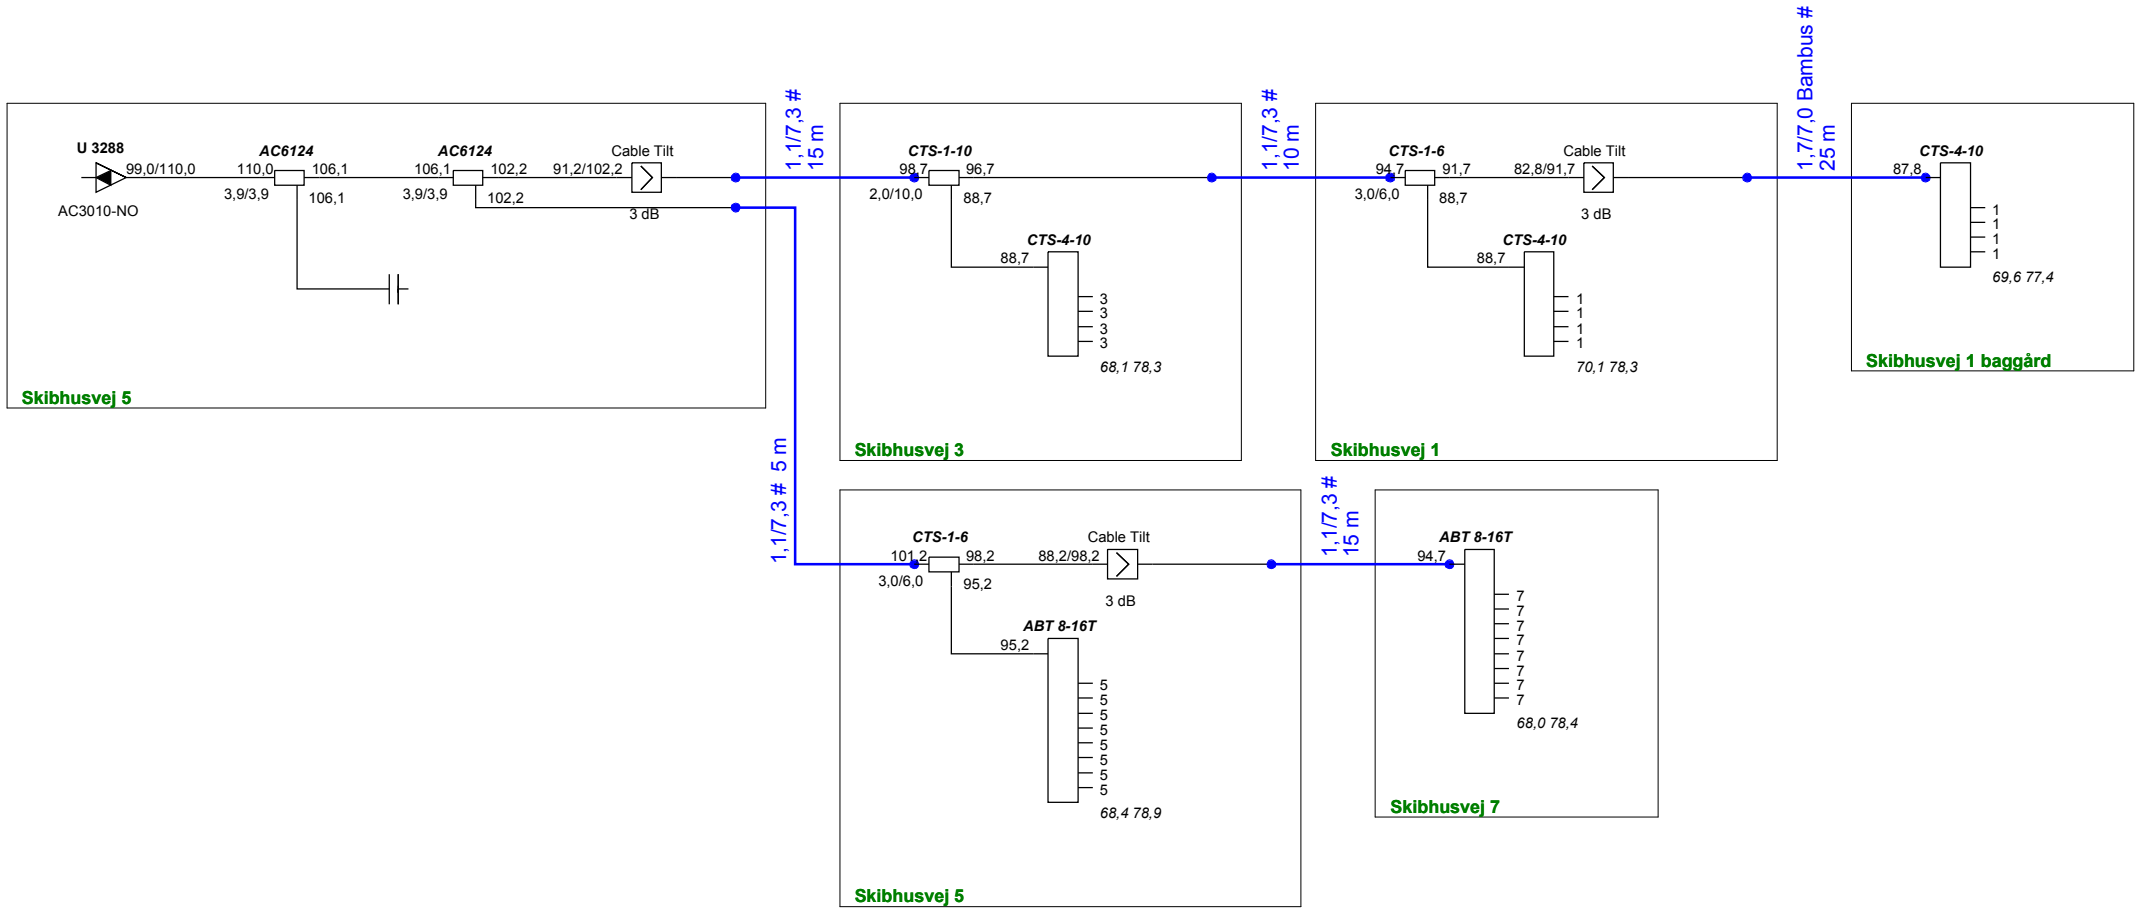 U 3288
99,0/110,0
AC3010-NO
AC6124
110,0
106,1
3,9/3,9
106,1
AC6124
106,1
102,2
3,9/3,9
102,2
Cable Tilt
91,2/102,2
3 dB
Skibhusvej 5
1,1/7,3 #
15 m
CTS-1-10
98,7
96,7
2,0/10,0
88,7
CTS-4-10
88,7
3
3
3
3
68,1 78,3
Skibhusvej 3
1,1/7,3 #
10 m
CTS-1-6
94,7
91,7
3,0/6,0
88,7
Cable Tilt
82,8/91,7
3 dB
CTS-4-10
88,7
1
1
1
1
70,1 78,3
Skibhusvej 1
1,7/7,0 Bambus #
25 m
CTS-4-10
87,8
1
1
1
1
69,6 77,4
Skibhusvej 1 baggård
1,1/7,3 # 5 m
CTS-1-6
101,2
98,2
3,0/6,0
95,2
Cable Tilt
88,2/98,2
3 dB
ABT 8-16T
95,2
5
5
5
5
5
5
5
5
68,4 78,9
Skibhusvej 5
1,1/7,3 #
15 m
ABT 8-16T
94,7
7
7
7
7
7
7
7
7
68,0 78,4
Skibhusvej 7